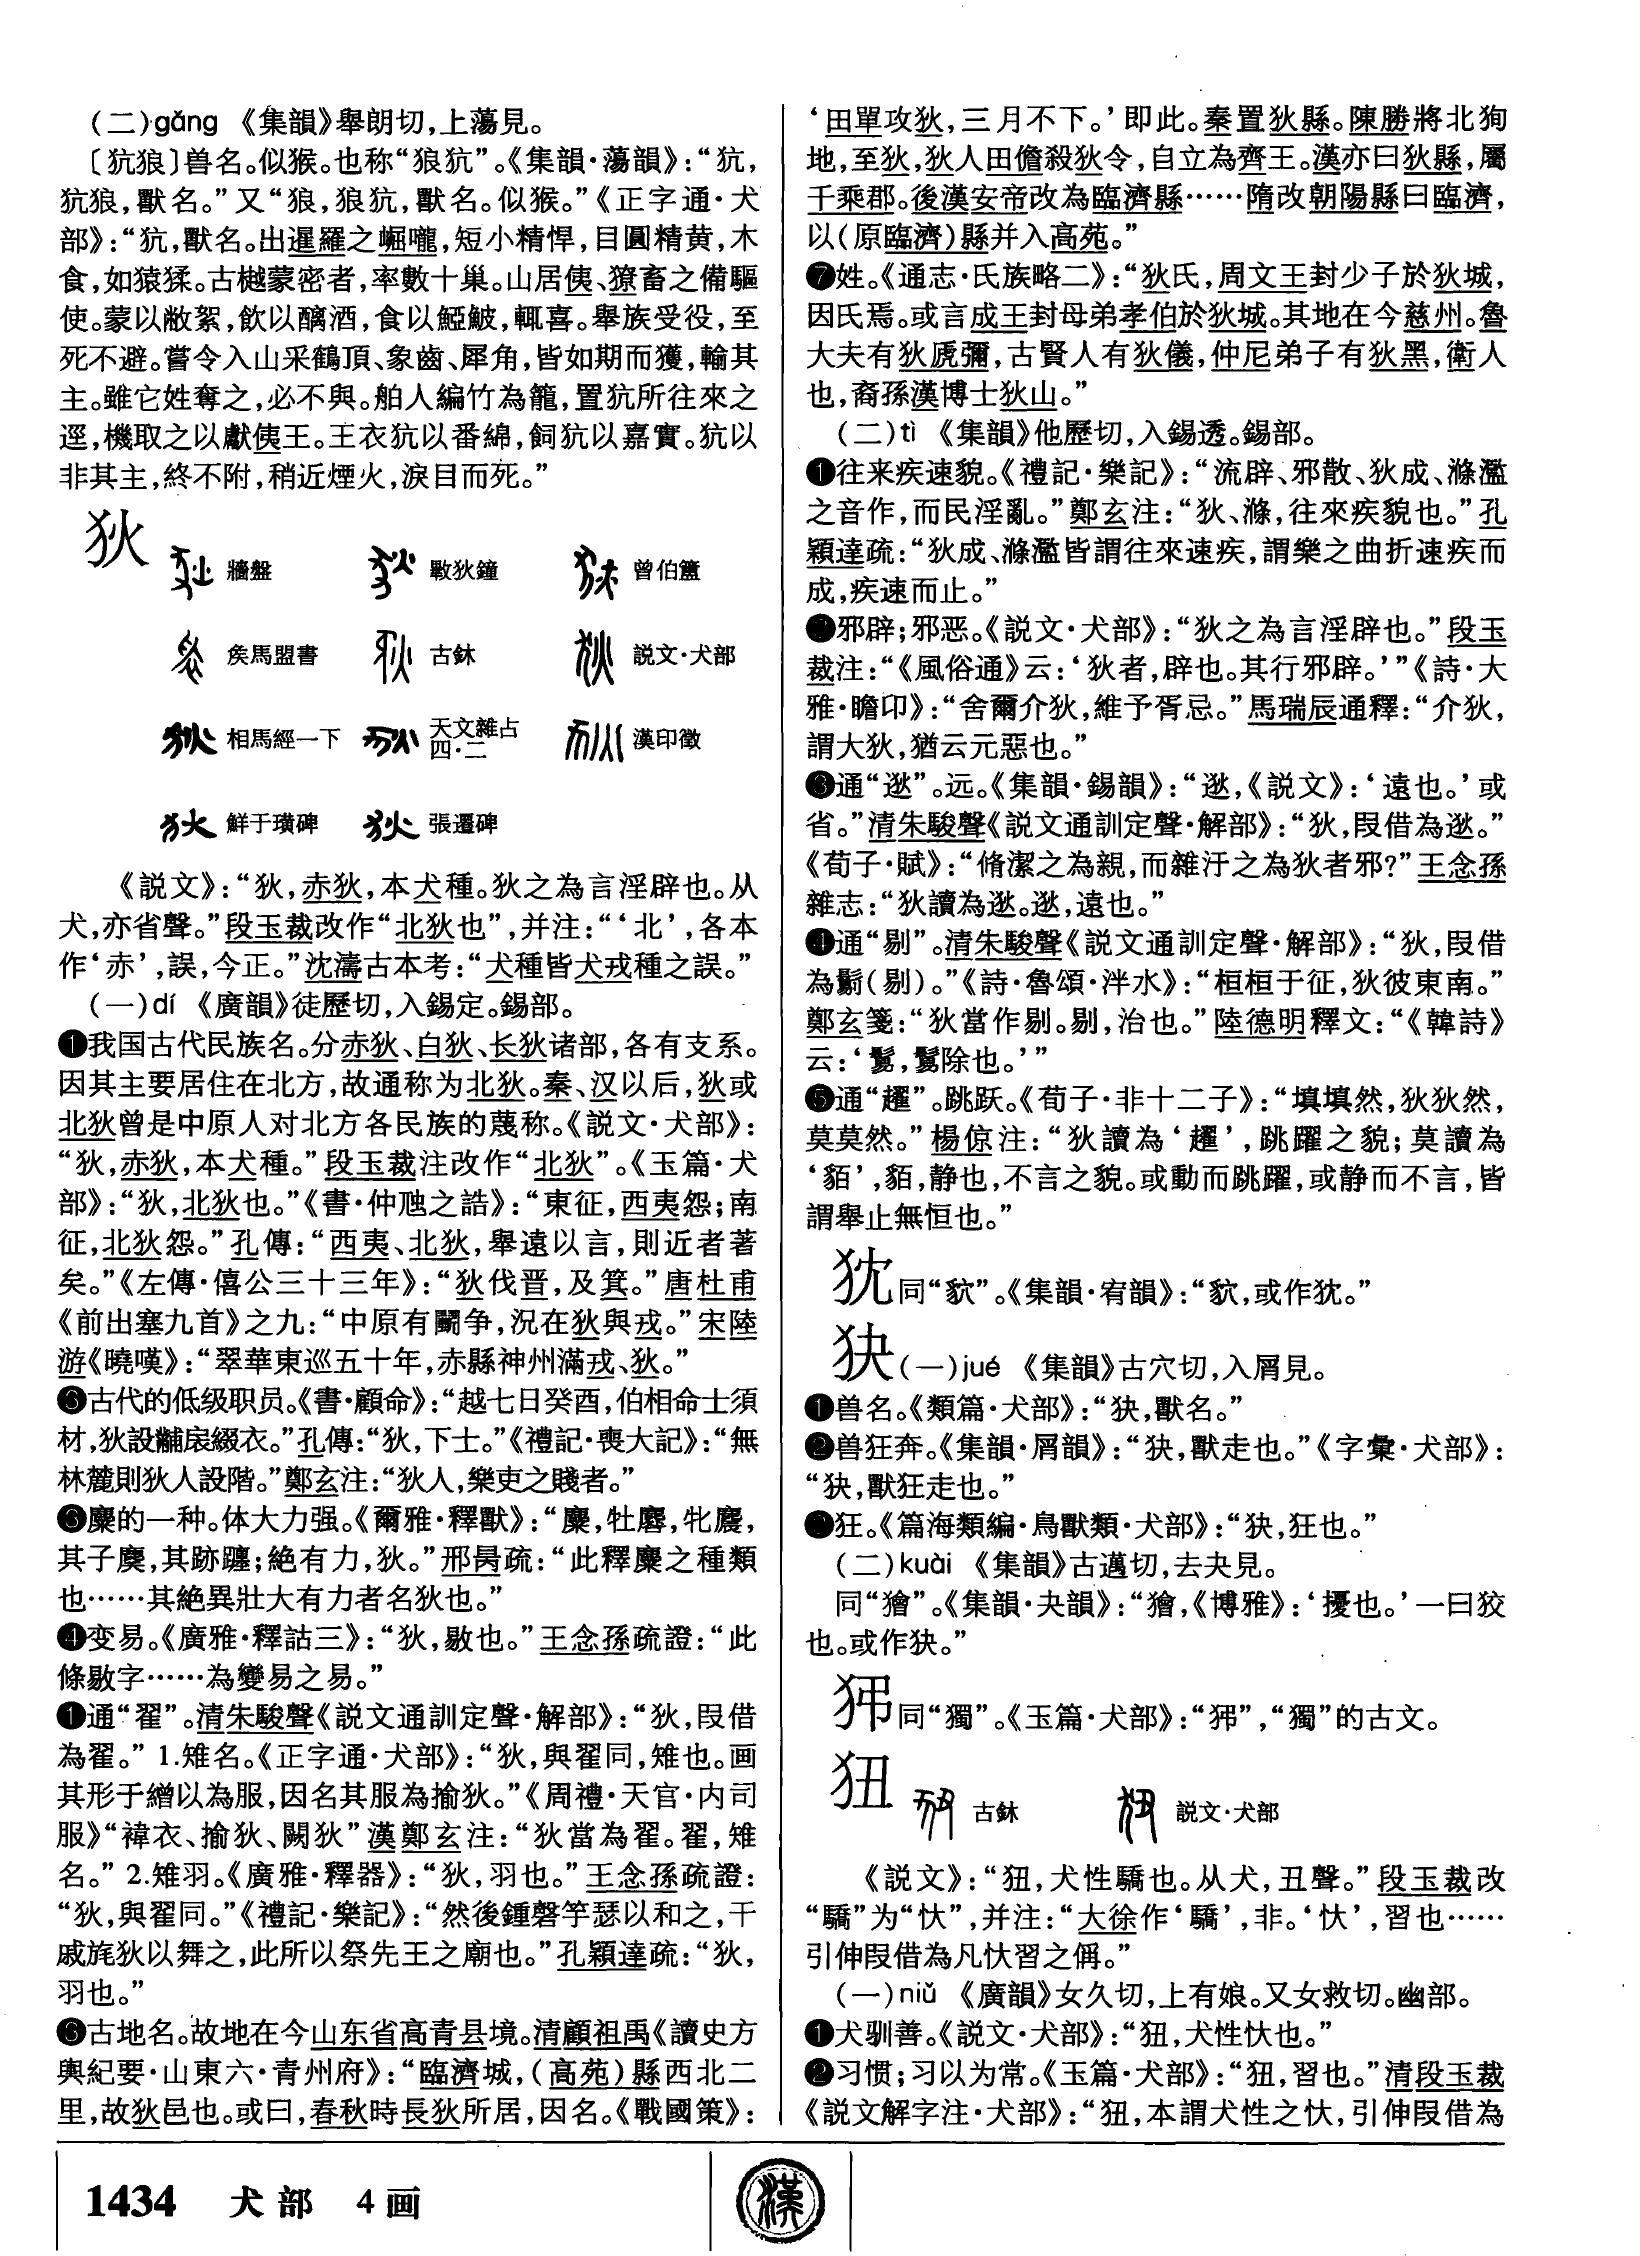 (二)gǎng 《集韻》舉朗切,上蕩見。
〔犺狼〕兽名。似猴。也称“狼犺”。《集韻·蕩韻》:“犺,
犺狼,獸名。”又“狼,狼犺,獸名。似猴。”《正字通·犬
部》:“犺,獸名。出暹羅之崛巄,短小精悍,目圓精黄,木
食,如猿猱。古樾蒙密者,率數十巢。山居侇、獠畜之備驅
使。蒙以敝絮,飲以醨酒,食以鯹鮍,輒喜。舉族受役,至
死不避。嘗令入山采鶴頂、象齒、犀角,皆如期而獲,輸其
主。雖它姓奪之,必不與。舶人編竹為籠,置犺所往來之
逕,機取之以獻侇王。王衣犺以番綿,飼犺以嘉實。犺以
非其主,終不附,稍近煙火,淚目而死。”
狄 牆盤 斁狄鐘 曾伯簠
矦馬盟書 古鉥 説文·犬部
相馬經一下 天文雜占四·二 漢印徵
鮮于璜碑 張遷碑
《説文》:“狄,赤狄,本犬種。狄之為言淫辟也。从
犬,亦省聲。”段玉裁改作“北狄也”,并注:“‘北’,各本
作‘赤’,誤,今正。”沈濤古本考:“犬種皆犬戎種之誤。”
(一)dí 《廣韻》徒歷切,入錫定。錫部。
❶我国古代民族名。分赤狄、白狄、长狄诸部,各有支系。
因其主要居住在北方,故通称为北狄。秦、汉以后,狄或
北狄曾是中原人对北方各民族的蔑称。《説文·犬部》:
“狄,赤狄,本犬種。”段玉裁注改作“北狄”。《玉篇·犬
部》:“狄,北狄也。”《書·仲虺之誥》:“東征,西夷怨;南
征,北狄怨。”孔傳:“西夷、北狄,舉遠以言,則近者著
矣。”《左傳·僖公三十三年》:“狄伐晋,及箕。”唐杜甫
《前出塞九首》之九:“中原有鬭争,況在狄與戎。”宋陸
游《曉嘆》:“翠華東巡五十年,赤縣神州滿戎、狄。”
❷古代的低级职员。《書·顧命》:“越七日癸酉,伯相命士須
材,狄設黼扆綴衣。”孔傳:“狄,下士。”《禮記·喪大記》:“無
林麓則狄人設階。”鄭玄注:“狄人,樂吏之賤者。”
❸麋的一种。体大力强。《爾雅·釋獸》:“麋,牡麔,牝麎,
其子䴠,其跡躔;絶有力,狄。”邢昺疏:“此釋麋之種類
也……其絶異壯大有力者名狄也。”
❹变易。《廣雅·釋詁三》:“狄,敭也。”王念孫疏證:“此
條敭字……為變易之易。”
❺通“翟”。清朱駿聲《説文通訓定聲·解部》:“狄,叚借
為翟。”1.雉名。《正字通·犬部》:“狄,與翟同,雉也。画
其形于繒以為服,因名其服為揄狄。”《周禮·天官·内司
服》“褘衣、揄狄、闕狄”漢鄭玄注:“狄當為翟。翟,雉
名。”2.雉羽。《廣雅·釋器》:“狄,羽也。”王念孫疏證:
“狄,與翟同。”《禮記·樂記》:“然後鍾磬竽瑟以和之,干
戚旄狄以舞之,此所以祭先王之廟也。”孔穎達疏:“狄,
羽也。”
❻古地名。故地在今山东省高青县境。清顧祖禹《讀史方
輿紀要·山東六·青州府》:“臨濟城,(高苑)縣西北二
里,故狄邑也。或曰,春秋時長狄所居,因名。《戰國策》:
‘田單攻狄,三月不下。’即此。秦置狄縣。陳勝將北狥
地,至狄,狄人田儋殺狄令,自立為齊王。漢亦曰狄縣,屬
千乘郡。後漢安帝改為臨濟縣……隋改朝陽縣曰臨濟,
以(原臨濟)縣并入高苑。”
❼姓。《通志·氏族略二》:“狄氏,周文王封少子於狄城,
因氏焉。或言成王封母弟孝伯於狄城。其地在今慈州。魯
大夫有狄虒彌,古賢人有狄儀,仲尼弟子有狄黑,衛人
也,裔孫漢博士狄山。”
(二)tì 《集韻》他歷切,入錫透。錫部。
❶往来疾速貌。《禮記·樂記》:“流辟、邪散、狄成、滌濫
之音作,而民淫亂。”鄭玄注:“狄、滌,往來疾貌也。”孔
穎達疏:“狄成、滌濫皆謂往來速疾,謂樂之曲折速疾而
成,疾速而止。”
❷邪辟;邪恶。《説文·犬部》:“狄之為言淫辟也。”段玉
裁注:“《風俗通》云:‘狄者,辟也。其行邪辟。’”《詩·大
雅·瞻卬》:“舍爾介狄,維予胥忌。”馬瑞辰通釋:“介狄,
謂大狄,猶云元惡也。”
❸通“逖”。远。《集韻·錫韻》:“逖,《説文》:‘遠也。’或
省。”清朱駿聲《説文通訓定聲·解部》:“狄,叚借為逖。”
《荀子·賦》:“脩潔之為親,而雜汙之為狄者邪?”王念孫
雜志:“狄讀為逖。逖,遠也。”
❹通“剔”。清朱駿聲《説文通訓定聲·解部》:“狄,叚借
為鬄(剔)。”《詩·魯頌·泮水》:“桓桓于征,狄彼東南。”
鄭玄箋:“狄當作剔。剔,治也。”陸德明釋文:“《韓詩》
云:‘鬄,鬄除也。’”
❺通“趯”。跳跃。《荀子·非十二子》:“填填然,狄狄然,
莫莫然。”楊倞注:“狄讀為‘趯’,跳躍之貌;莫讀為
‘貊’,貊,静也,不言之貌。或動而跳躍,或静而不言,皆
謂舉止無恒也。”
犹 同“貁”。《集韻·宥韻》:“貁,或作犹。”
狭 (一)jué 《集韻》古穴切,入屑見。
❶兽名。《類篇·犬部》:“狭,獸名。”
❷兽狂奔。《集韻·屑韻》:“狭,獸走也。”《字彙·犬部》:
“狭,獸狂走也。”
❸狂。《篇海類編·鳥獸類·犬部》:“狭,狂也。”
(二)kuài 《集韻》古邁切,去夬見。
同“獪”。《集韻·夬韻》:“獪,《博雅》:‘擾也。’一曰狡
也。或作狭。”
同“獨”。《玉篇·犬部》:“”,“獨”的古文。
狃 古鉥 説文·犬部
《説文》:“狃,犬性驕也。从犬,丑聲。”段玉裁改
“驕”为“忕”,并注:“大徐作‘驕’,非。‘忕’,習也……
引伸叚借為凡忕習之偁。”
(一)niǔ 《廣韻》女久切,上有娘。又女救切。幽部。
❶犬驯善。《説文·犬部》:“狃,犬性忕也。”
❷习惯;习以为常。《玉篇·犬部》:“狃,習也。”清段玉裁
《説文解字注·犬部》:“狃,本謂犬性之忕,引伸叚借為
1434 犬部 4画
漢